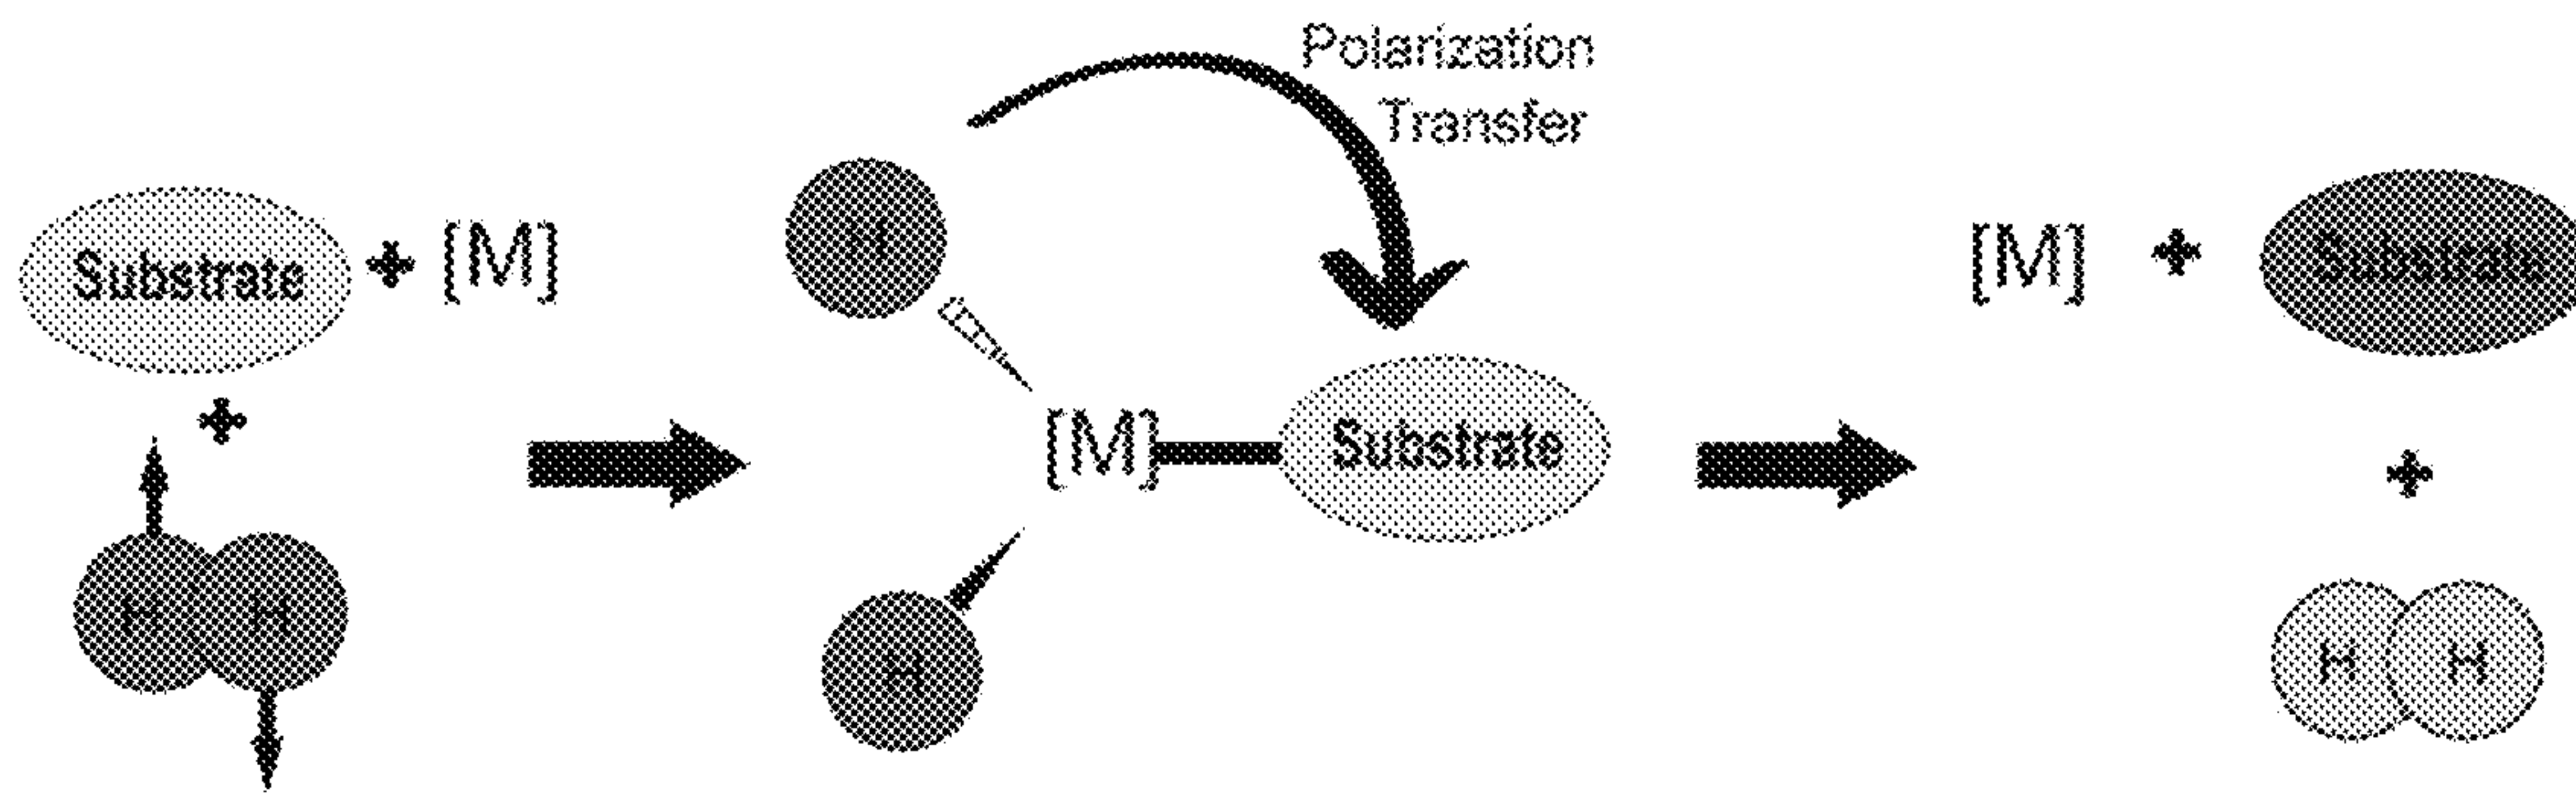 Polarization
Transfer
Substrate + [M]
+
H H
H
[M] Substrate
H
[M] + Substrate
+
H H